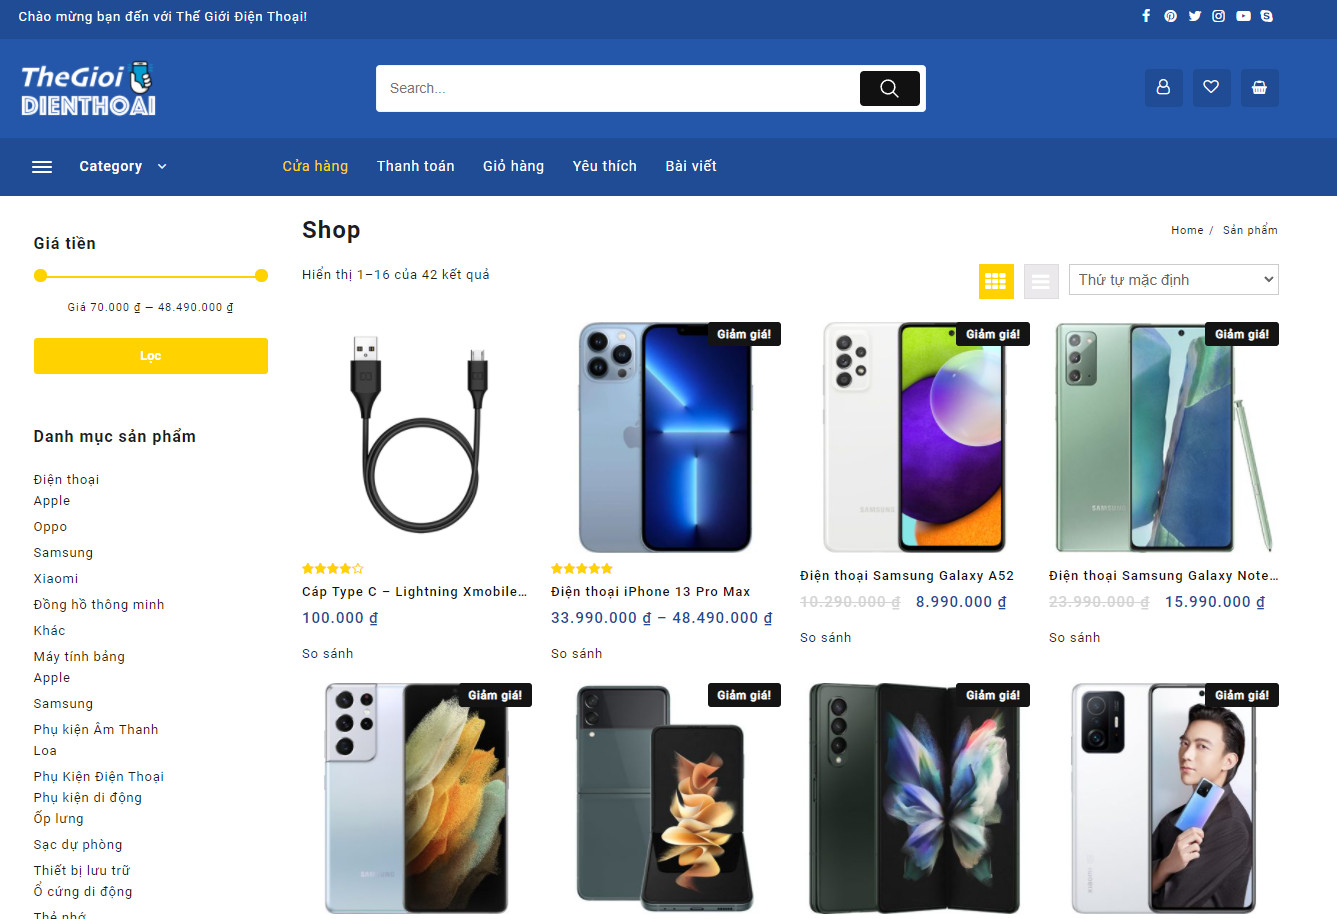 Chào mừng bạn đến với Thế Giới Điện Thoại!
TheGioi
DIENTHOAI
Search...
Category
Cửa hàng
Thanh toán
Giỏ hàng
Yêu thích
Bài viết
Giá tiền
Giá 70.000 ₫ — 48.490.000 ₫
Lọc
Danh mục sản phẩm
Điện thoại
Apple
Oppo
Samsung
Xiaomi
Đồng hồ thông minh
Khác
Máy tính bảng
Apple
Samsung
Phụ kiện Âm Thanh
Loa
Phụ Kiện Điện Thoại
Phụ kiện di động
Ốp lưng
Sạc dự phòng
Thiết bị lưu trữ
Ổ cứng di động
Thẻ nhớ
Shop
Home / Sản phẩm
Hiển thị 1–16 của 42 kết quả
Thứ tự mặc định
Cáp Type C – Lightning Xmobile...
100.000 ₫
So sánh
Giảm giá!
Điện thoại iPhone 13 Pro Max
33.990.000 ₫ – 48.490.000 ₫
So sánh
Giảm giá!
SAMSUNG
Điện thoại Samsung Galaxy A52
10.290.000 ₫ 8.990.000 ₫
So sánh
Giảm giá!
SAMSUNG
Điện thoại Samsung Galaxy Note...
23.990.000 ₫ 15.990.000 ₫
So sánh
Giảm giá!
SAMSUNG
Giảm giá!
Giảm giá!
Giảm giá!
XIAOMI